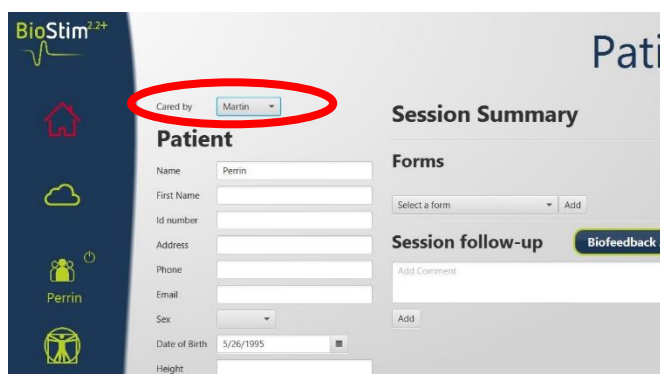 BioStim2.2+
Pati
Cared by Martin
Patient
Name Perrin
First Name
Id number
Address
Phone
Email
Sex
Date of Birth 5/26/1995
Height
Session Summary
Forms
Select a form Add
Session follow-up Biofeedback
Add Comment
Add
Perrin